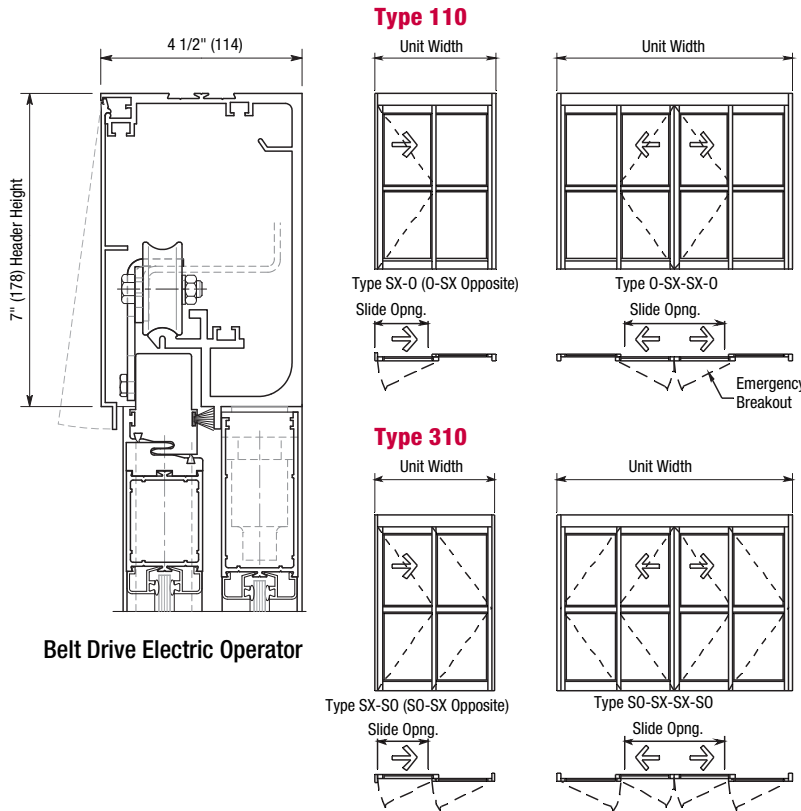 Type 110
4 1/2" (114)
Unit Width
Unit Width
7" (178) Header Height
Type SX-O (O-SX Opposite)
Type O-SX-SX-O
Slide Opng.
Slide Opng.
Emergency
Breakout
Type 310
Unit Width
Unit Width
Belt Drive Electric Operator
Type SX-SO (SO-SX Opposite)
Type SO-SX-SX-SO
Slide Opng.
Slide Opng.